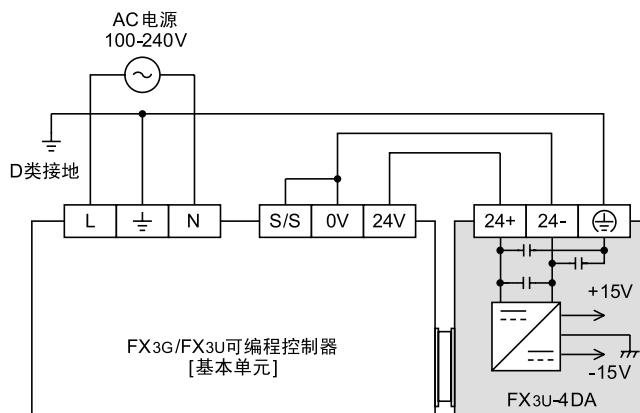 AC电源
100-240V
D类接地
L
N
S/S
0V
24V
24+
24-
+15V
-15V
FX3G/FX3U可编程控制器
[基本单元]
FX3U-4DA